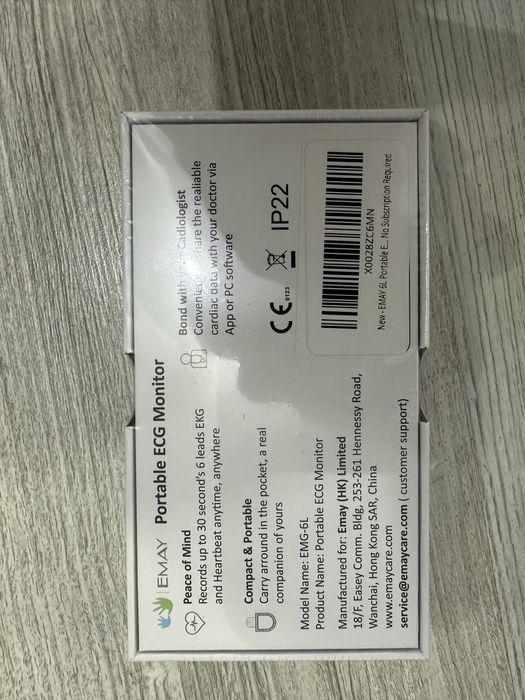 EMAY Portable ECG Monitor
Peace of Mind
Records up to 30 second's 6 leads EKG
and Heartbeat anytime, anywhere
Bond with Cadiologist
share the realiable
cardiac data with your doctor via
App or PC software
Compact & Portable
Carry arround in the pocket, a real
companion of yours
CE 0123 IP22
Model Name: EMG-6L
Product Name: Portable ECG Monitor
Manufactured for: Emay (HK) Limited
18/F, Easey Comm. Bldg, 253-261 Hennessy Road,
Wanchai, Hong Kong SAR, China
www.emaycare.com
service@emaycare.com ( customer support)
X0028ZC6MN
New - EMAY 6L Portable E... No Subscription Required